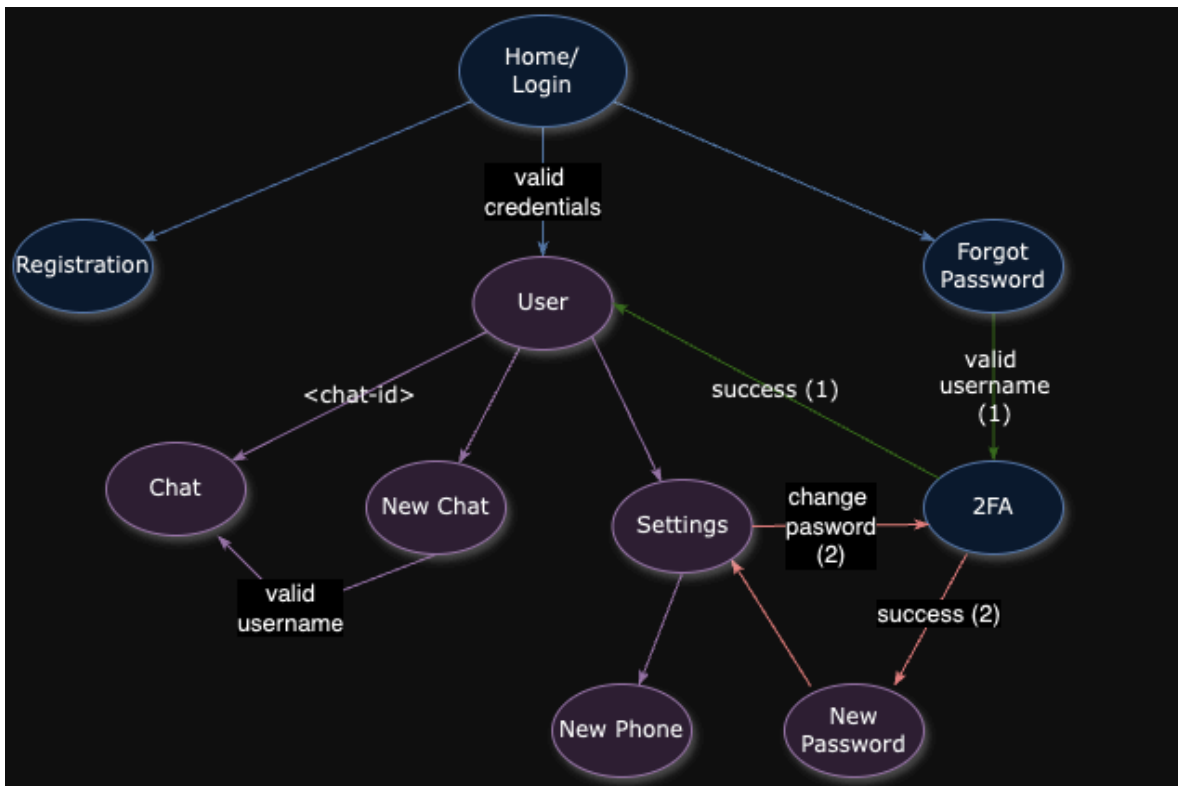 Home/
Login
valid
credentials
Registration
Forgot
Password
User
valid
username
(1)
success (1)
<chat-id>
Chat
New Chat
Settings
change
pasword
(2)
2FA
valid
username
success (2)
New Phone
New
Password